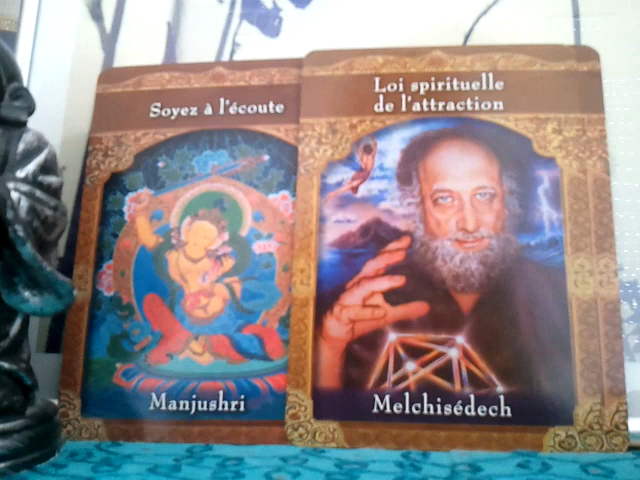 Soyez à l'écoute
Manjushri
Loi spirituelle
de l'attraction
Melchisédech